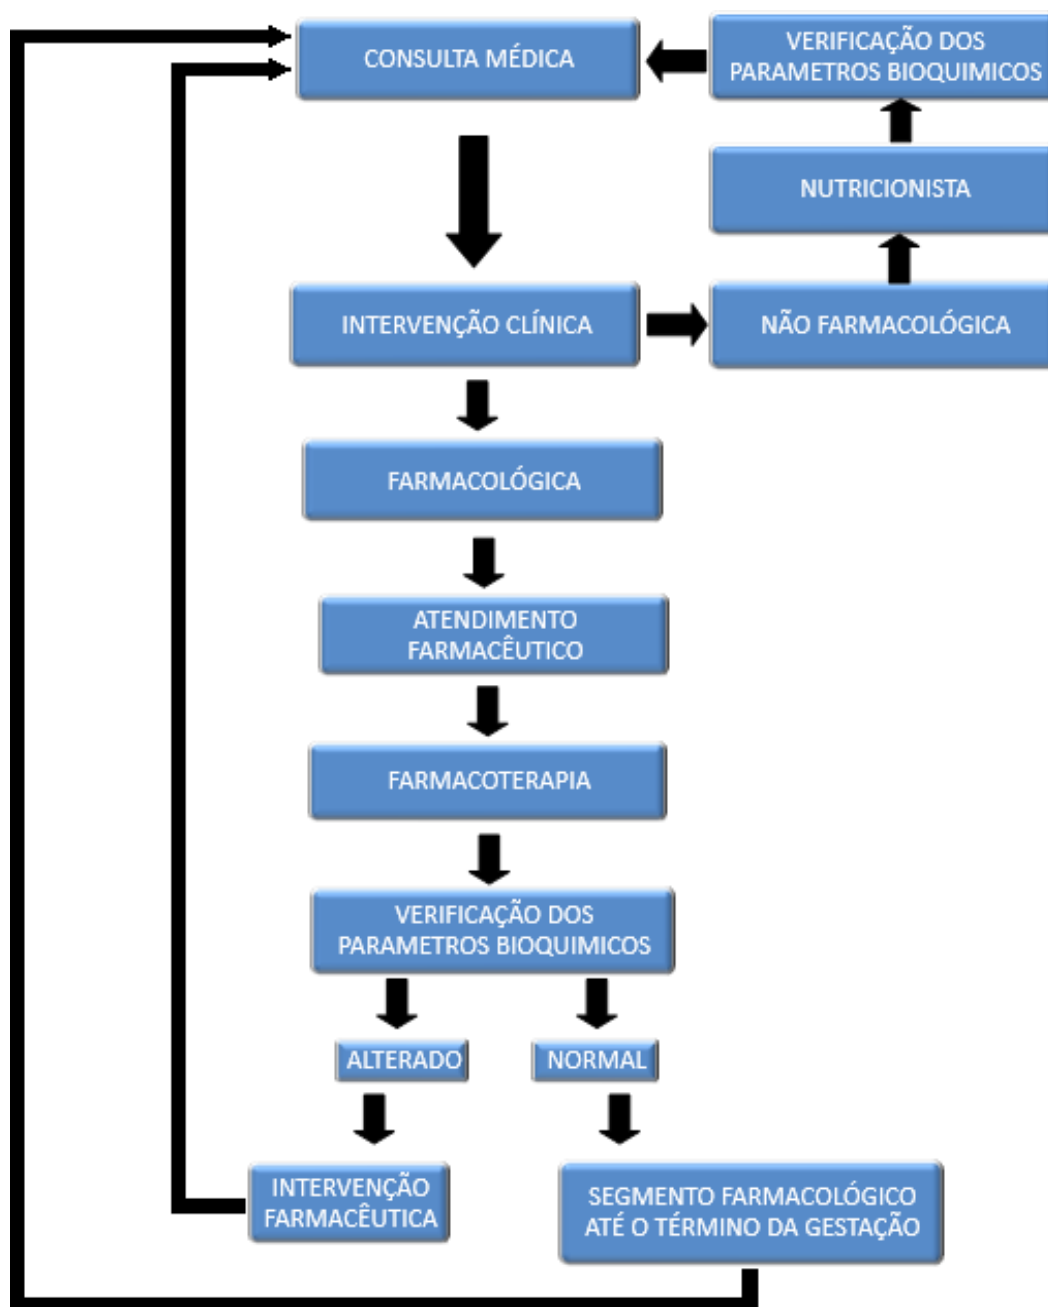 CONSULTA MÉDICA
VERIFICAÇÃO DOS
PARAMETROS BIOQUIMICOS
NUTRICIONISTA
INTERVENÇÃO CLÍNICA
NÃO FARMACOLÓGICA
FARMACOLÓGICA
ATENDIMENTO
FARMACÊUTICO
FARMACOTERAPIA
VERIFICAÇÃO DOS
PARAMETROS BIOQUIMICOS
ALTERADO
NORMAL
INTERVENÇÃO
FARMACÊUTICA
SEGMENTO FARMACOLÓGICO
ATÉ O TÉRMINO DA GESTAÇÃO